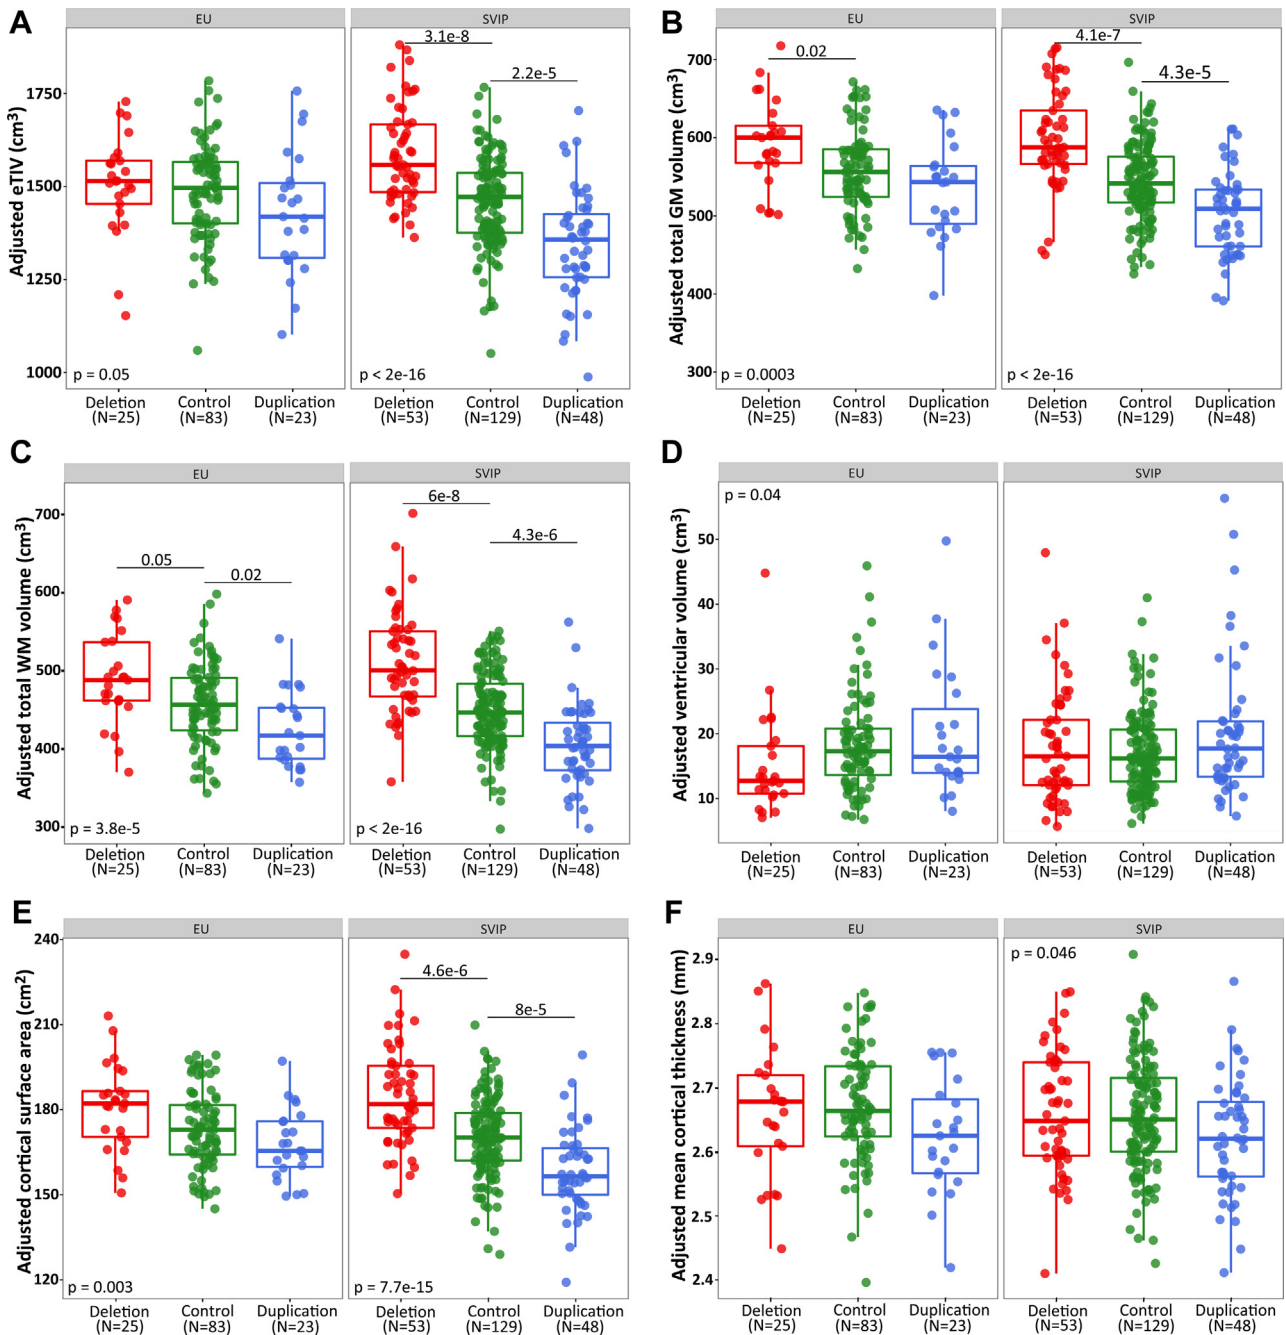 A
EU
SVIP
Adjusted eTIV (cm3)
1750
1500
1250
1000
3.1e-8
2.2e-5
p = 0.05
p < 2e-16
Deletion
(N=25)
Control
(N=83)
Duplication
(N=23)
Deletion
(N=53)
Control
(N=129)
Duplication
(N=48)
B
EU
SVIP
Adjusted total GM volume (cm3)
700
600
500
400
300
0.02
4.1e-7
4.3e-5
p = 0.0003
p < 2e-16
Deletion
(N=25)
Control
(N=83)
Duplication
(N=23)
Deletion
(N=53)
Control
(N=129)
Duplication
(N=48)
C
EU
SVIP
Adjusted total WM volume (cm3)
700
600
500
400
300
0.05
0.02
6e-8
4.3e-6
p = 3.8e-5
p < 2e-16
Deletion
(N=25)
Control
(N=83)
Duplication
(N=23)
Deletion
(N=53)
Control
(N=129)
Duplication
(N=48)
D
EU
SVIP
Adjusted ventricular volume (cm3)
50
40
30
20
10
p = 0.04
Deletion
(N=25)
Control
(N=83)
Duplication
(N=23)
Deletion
(N=53)
Control
(N=129)
Duplication
(N=48)
E
EU
SVIP
Adjusted cortical surface area (cm2)
240
210
180
150
120
4.6e-6
8e-5
p = 0.003
p = 7.7e-15
Deletion
(N=25)
Control
(N=83)
Duplication
(N=23)
Deletion
(N=53)
Control
(N=129)
Duplication
(N=48)
F
EU
SVIP
Adjusted mean cortical thickness (mm)
2.9
2.8
2.7
2.6
2.5
2.4
p = 0.046
Deletion
(N=25)
Control
(N=83)
Duplication
(N=23)
Deletion
(N=53)
Control
(N=129)
Duplication
(N=48)